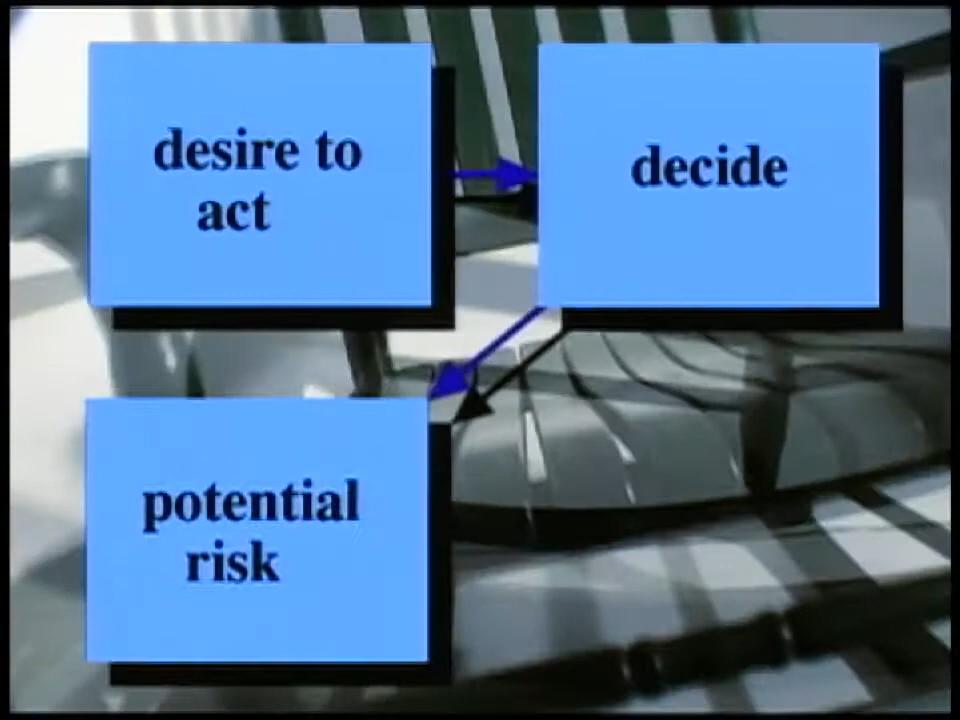 desire to
act
decide
potential
risk